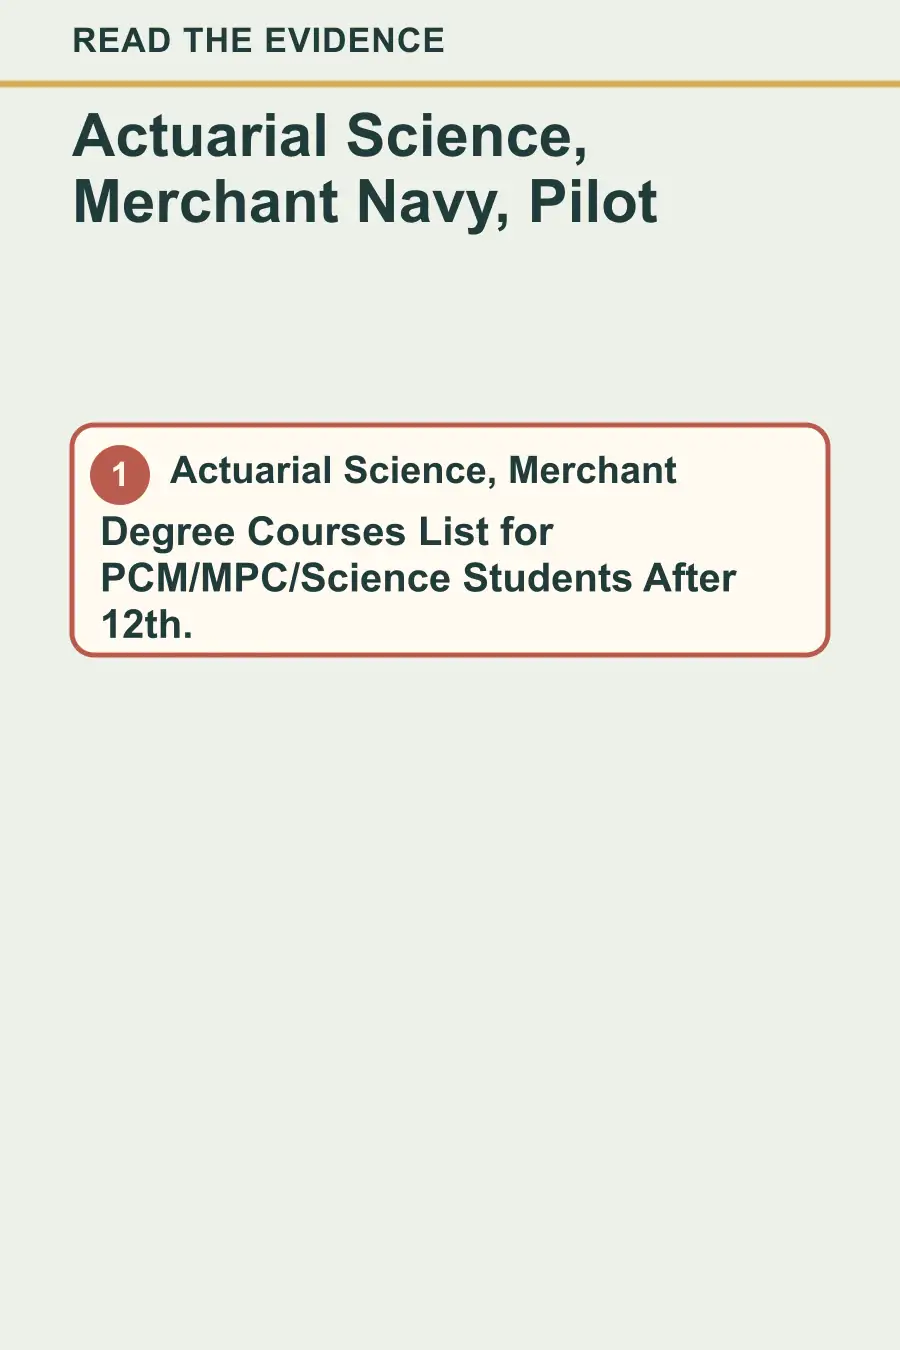 READ THE EVIDENCE
Actuarial Science,
Merchant Navy, Pilot
1 Actuarial Science, Merchant
Degree Courses List for
PCM/MPC/Science Students After
12th.